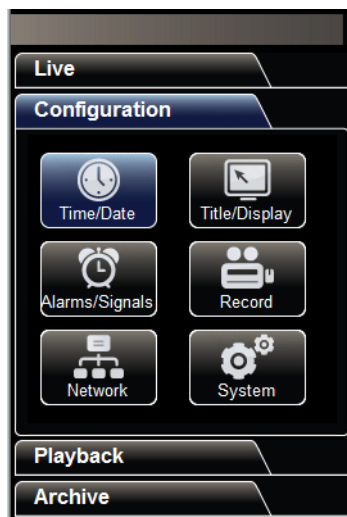 Live
Configuration
Time/Date
Title/Display
Alarms/Signals
Record
Network
System
Playback
Archive